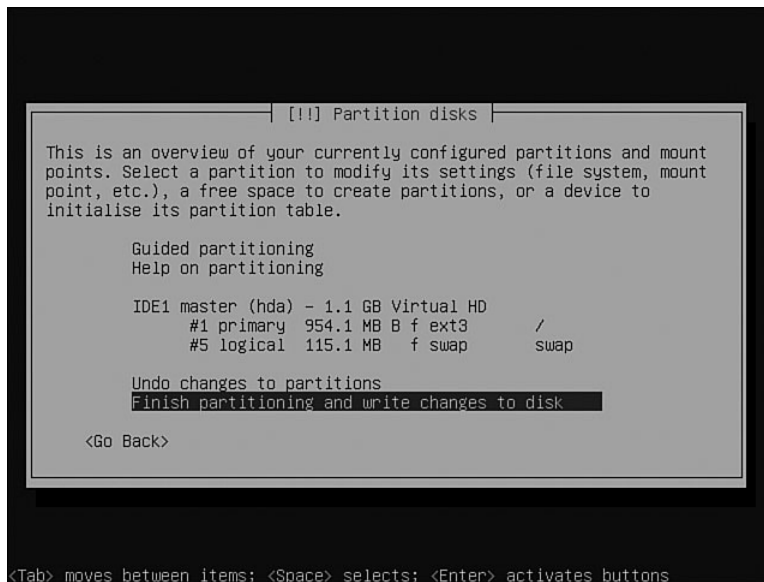 [!!] Partition disks
This is an overview of your currently configured partitions and mount
points. Select a partition to modify its settings (file system, mount
point, etc.), a free space to create partitions, or a device to
initialise its partition table.
Guided partitioning
Help on partitioning
IDE1 master (hda) - 1.1 GB Virtual HD
#1 primary 954.1 MB B f ext3 /
#5 logical 115.1 MB f swap swap
Undo changes to partitions
Finish partitioning and write changes to disk
<Go Back>
<Tab> moves between items; <Space> selects; <Enter> activates buttons